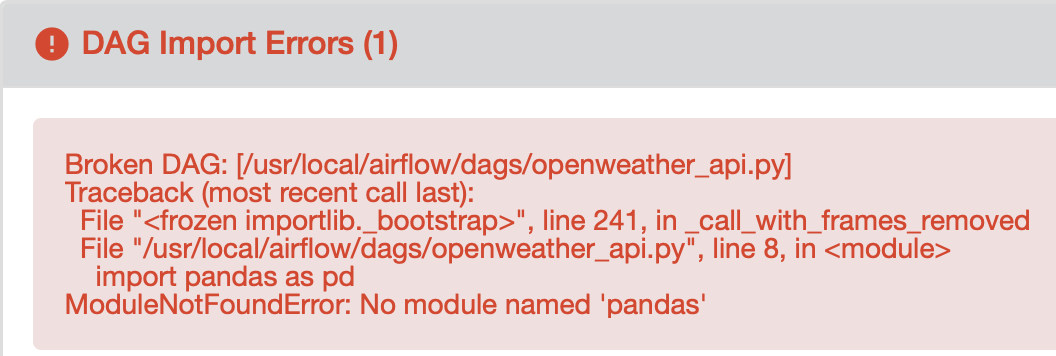 DAG Import Errors (1)
Broken DAG: [/usr/local/airflow/dags/openweather_api.py]
Traceback (most recent call last):
  File "<frozen importlib._bootstrap>", line 241, in _call_with_frames_removed
  File "/usr/local/airflow/dags/openweather_api.py", line 8, in <module>
    import pandas as pd
ModuleNotFoundError: No module named 'pandas'